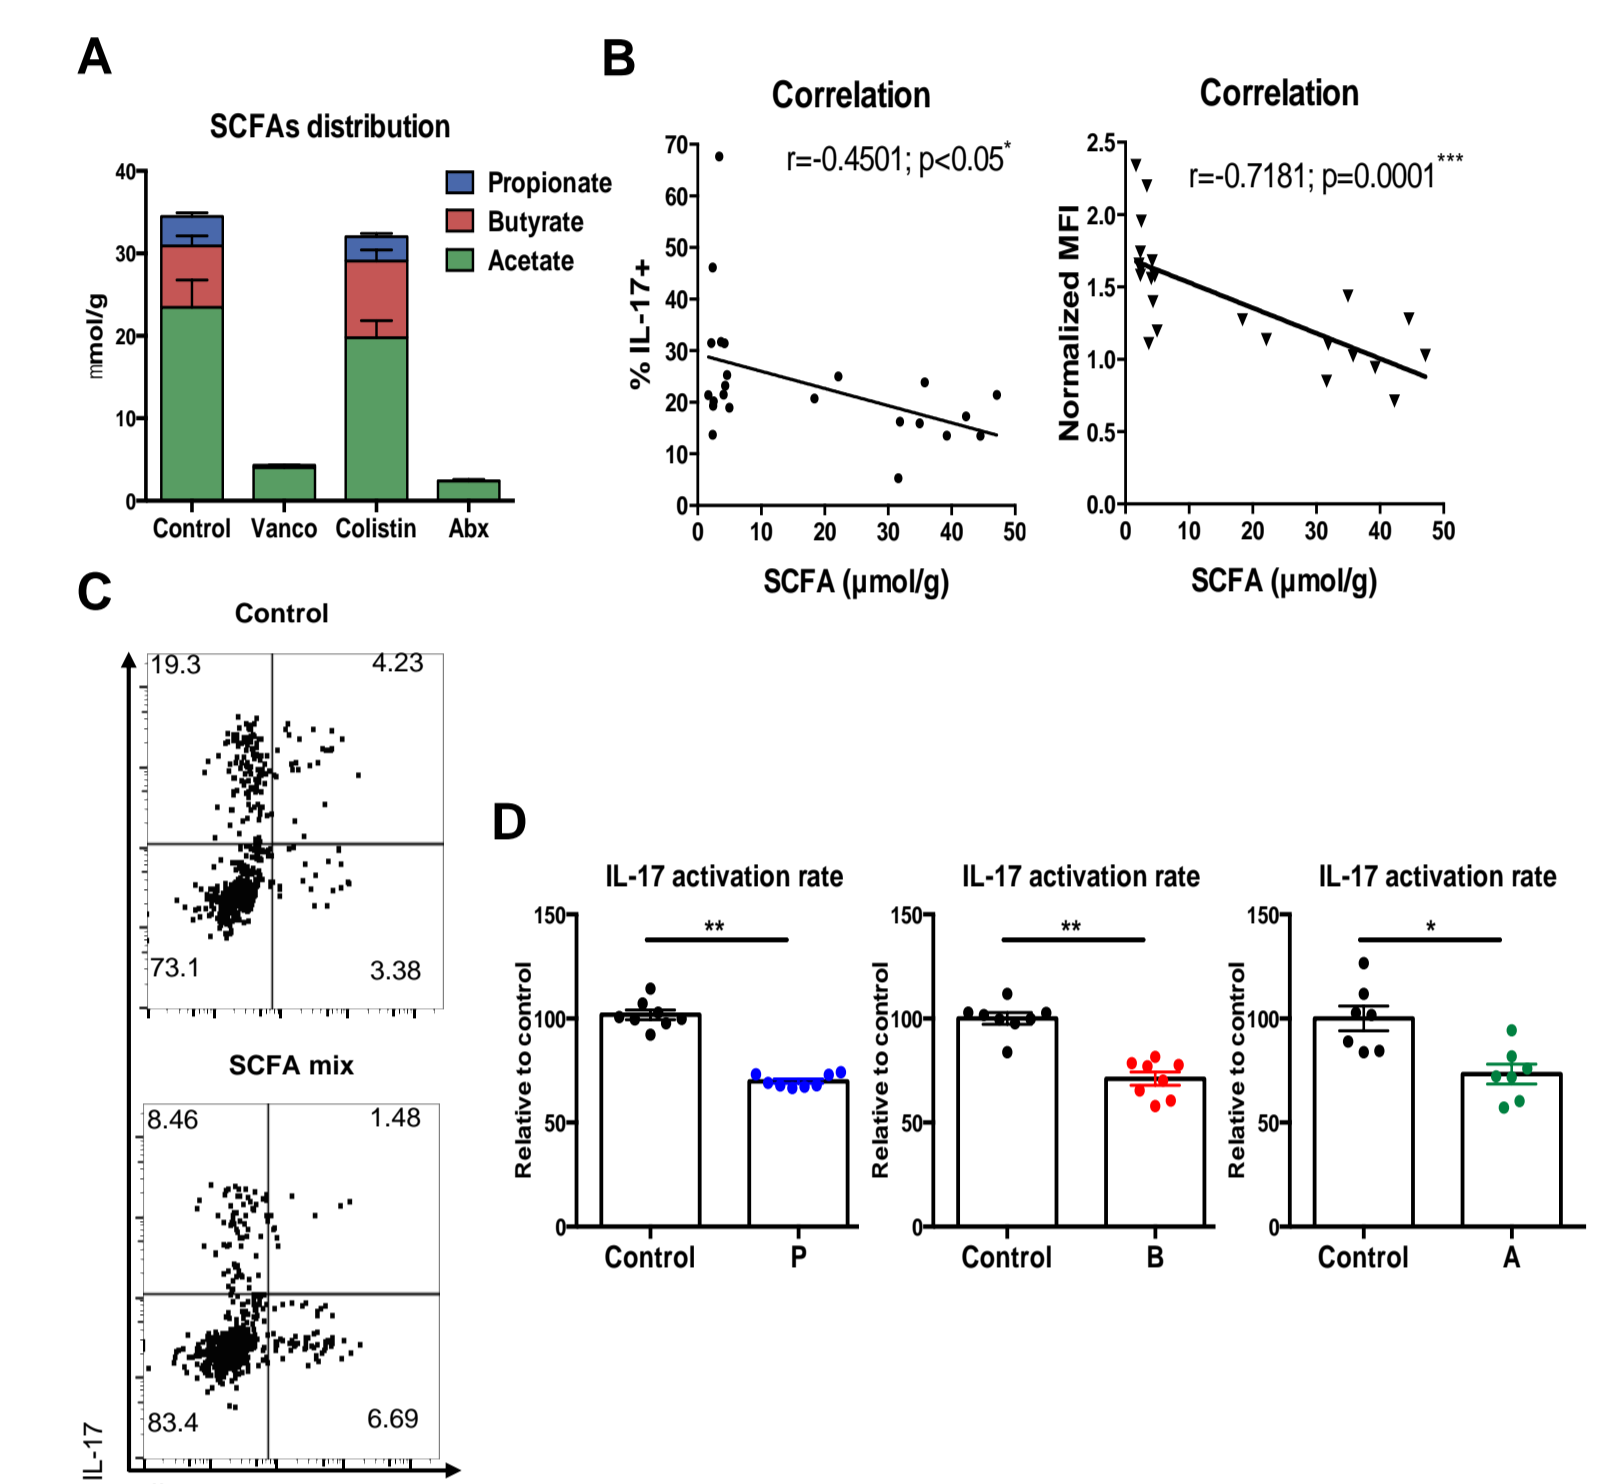 A
SCFAs distribution
40
30
20
10
0
mmol/g
Propionate
Butyrate
Acetate
Control Vanco Colistin Abx
B
Correlation
r=-0.4501; p<0.05*
70
60
50
40
30
20
10
0
% IL-17+
0 10 20 30 40 50
SCFA (µmol/g)
Correlation
r=-0.7181; p=0.0001***
2.5
2.0
1.5
1.0
0.5
0.0
Normalized MFI
0 10 20 30 40 50
SCFA (µmol/g)
C
Control
19.3 4.23
73.1 3.38
SCFA mix
8.46 1.48
83.4 6.69
IL-17
D
IL-17 activation rate
150
100
50
0
Relative to control
**
Control P
IL-17 activation rate
150
100
50
0
Relative to control
**
Control B
IL-17 activation rate
150
100
50
0
Relative to control
*
Control A